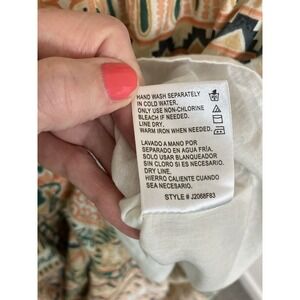 HAND WASH SEPARATELY
IN COLD WATER.
ONLY USE NON-CHLORINE
BLEACH IF NEEDED.
LINE DRY.
WARM IRON WHEN NEEDED.
LAVADO A MANO POR
SEPARADO EN AGUA FRÍA.
SOLO USAR BLANQUEADOR
SIN CLORO SI ES NECESARIO.
DRY LINE.
HIERRO CALIENTE CUANDO
SEA NECESARIO.
STYLE # J2068F83